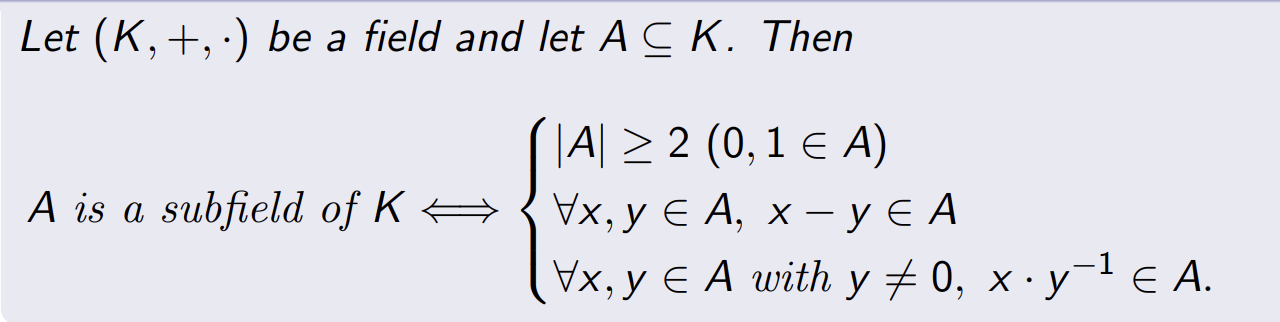 Let (K, +, ·) be a field and let A ⊆ K. Then
|A| ≥ 2 (0, 1 ∈ A)
A is a subfield of K ⟺ { ∀x, y ∈ A, x − y ∈ A
∀x, y ∈ A with y ≠ 0, x · y⁻¹ ∈ A.